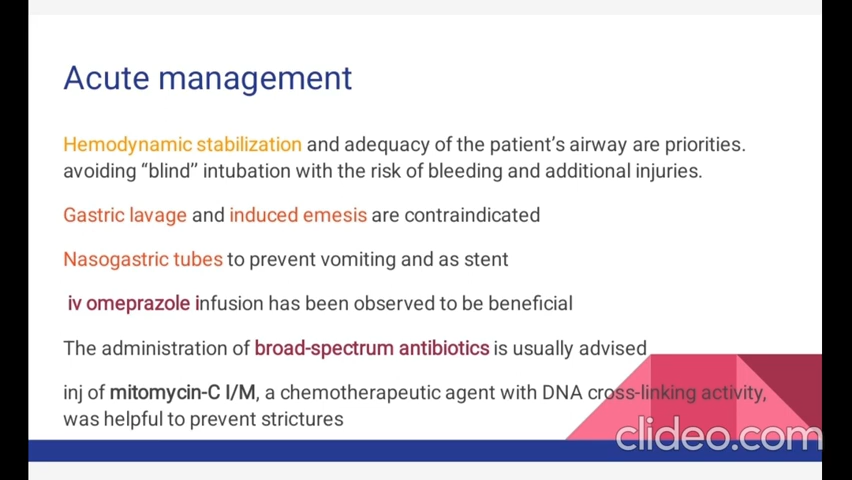 Acute management
Hemodynamic stabilization and adequacy of the patient’s airway are priorities.
avoiding “blind’’ intubation with the risk of bleeding and additional injuries.
Gastric lavage and induced emesis are contraindicated
Nasogastric tubes to prevent vomiting and as stent
iv omeprazole infusion has been observed to be beneficial
The administration of broad-spectrum antibiotics is usually advised
inj of mitomycin-C I/M, a chemotherapeutic agent with DNA cross-linking activity,
was helpful to prevent strictures
clideo.com